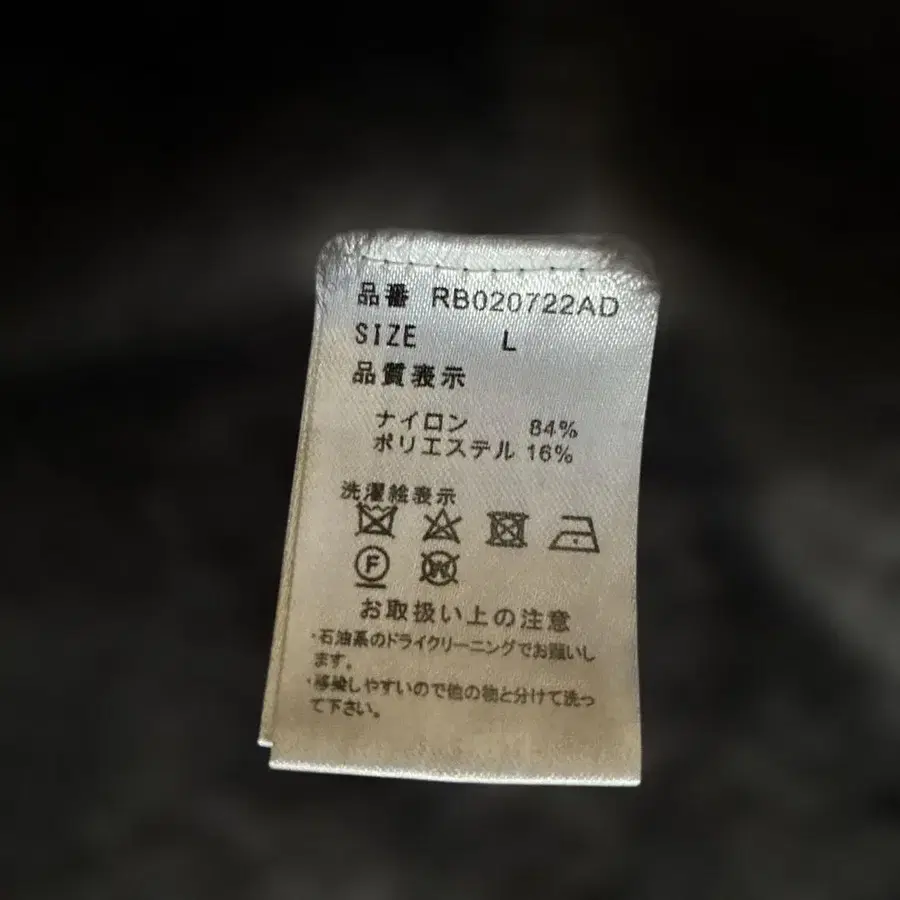 品番 RB020722AD
SIZE L
品質表示
ナイロン 84%
ポリエステル 16%
洗濯絵表示
F W
お取扱い上の注意
・石油系のドライクリーニングでお願いし
ます。
・移染しやすいので他の物と分けて洗っ
て下さい。